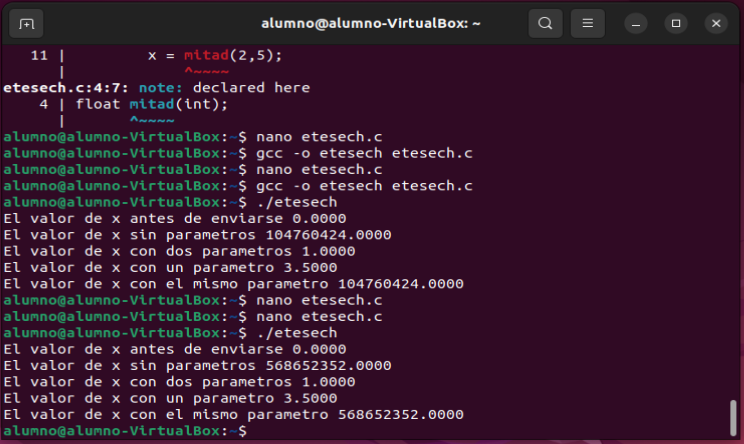 alumno@alumno-VirtualBox: ~
11 |          x = mitad(2,5);
|              ^~~~~
etesech.c:4:7: note: declared here
4 | float mitad(int);
|       ^~~~~
alumno@alumno-VirtualBox:~$ nano etesech.c
alumno@alumno-VirtualBox:~$ gcc -o etesech etesech.c
alumno@alumno-VirtualBox:~$ nano etesech.c
alumno@alumno-VirtualBox:~$ gcc -o etesech etesech.c
alumno@alumno-VirtualBox:~$ ./etesech
El valor de x antes de enviarse 0.0000
El valor de x sin parametros 104760424.0000
El valor de x con dos parametros 1.0000
El valor de x con un parametro 3.5000
El valor de x con el mismo parametro 104760424.0000
alumno@alumno-VirtualBox:~$ nano etesech.c
alumno@alumno-VirtualBox:~$ nano etesech.c
alumno@alumno-VirtualBox:~$ ./etesech
El valor de x antes de enviarse 0.0000
El valor de x sin parametros 568652352.0000
El valor de x con dos parametros 1.0000
El valor de x con un parametro 3.5000
El valor de x con el mismo parametro 568652352.0000
alumno@alumno-VirtualBox:~$